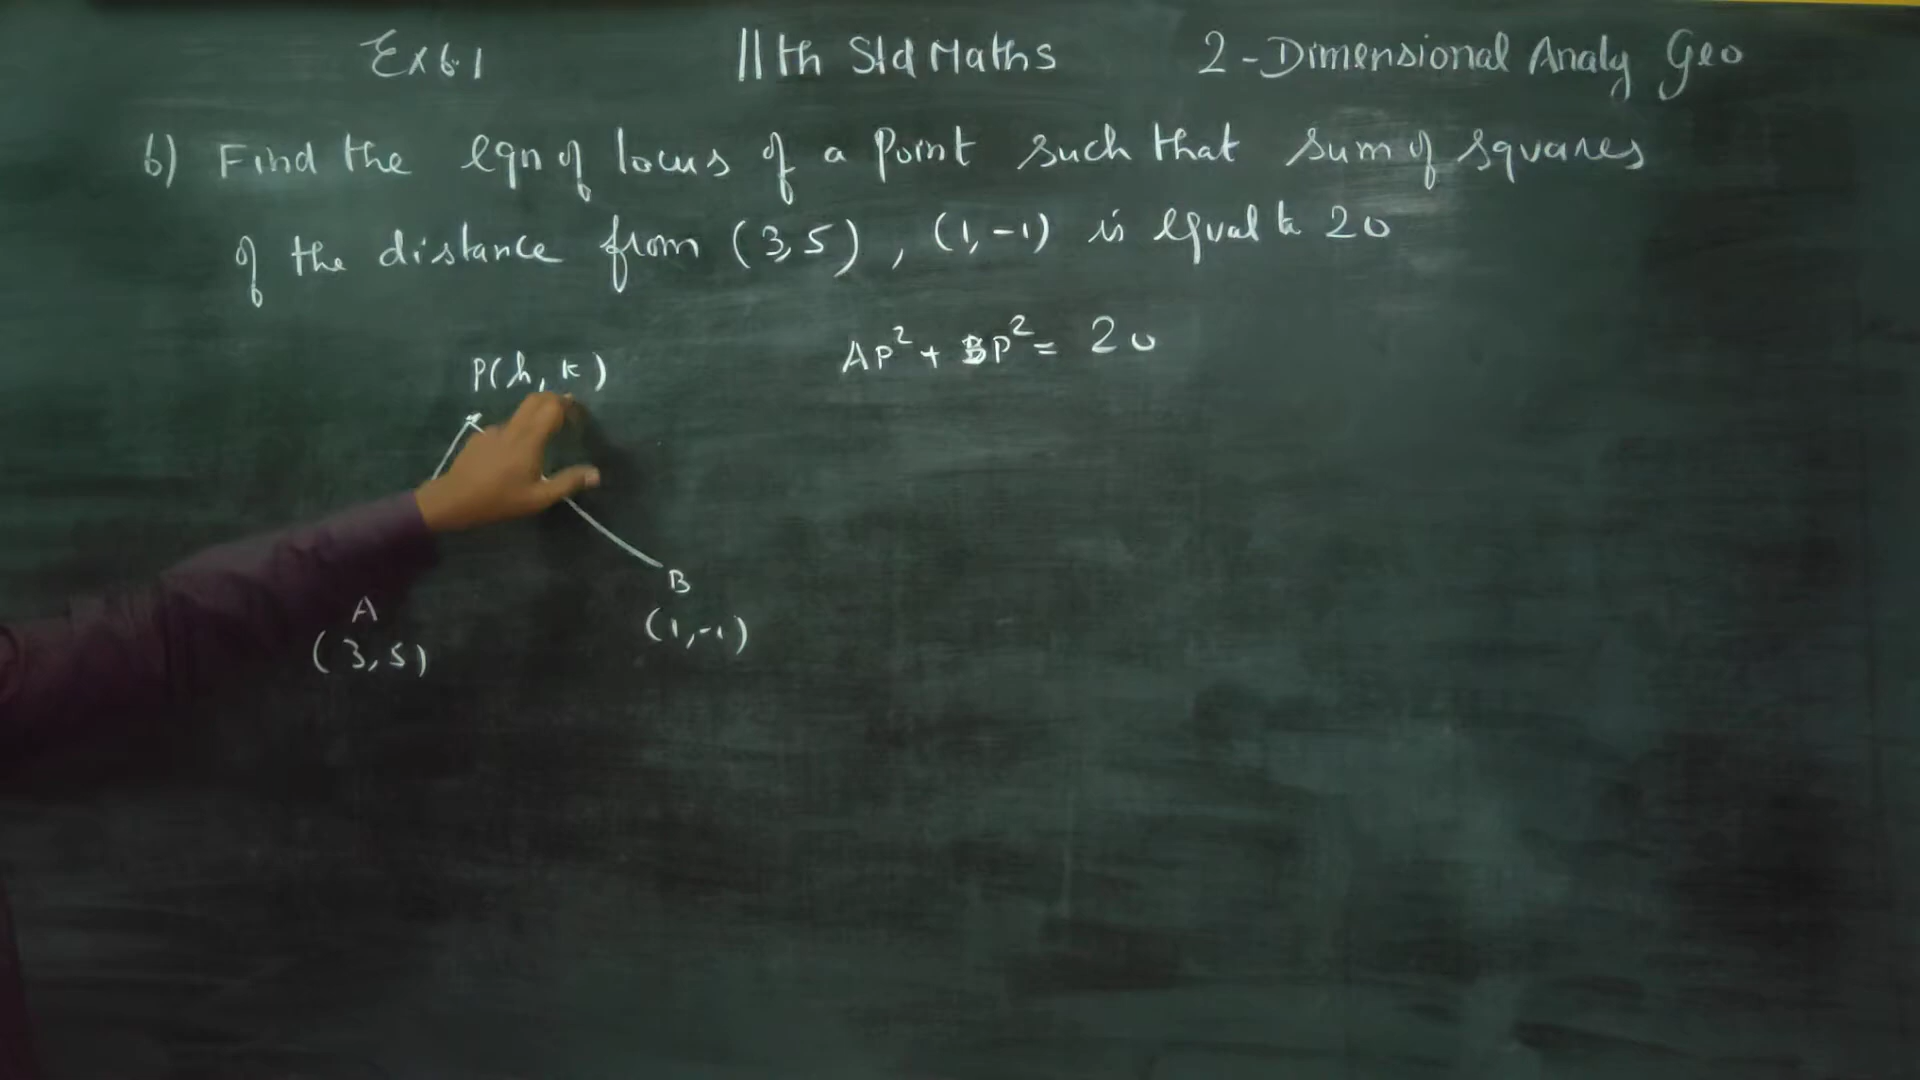 Ex 6.1 11th Std Maths 2-Dimensional Analy Geo
6) Find the eqn of locus of a Point such that sum of squares
of the distance from (3,5), (1,-1) is equal to 20
AP²+BP²= 20
P(h, k)
B
(1,-1)
A
(3,5)